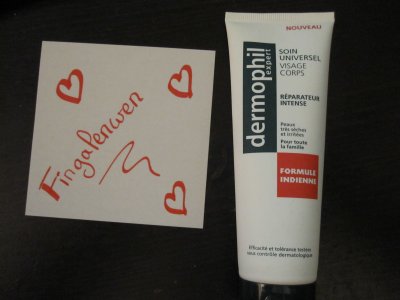 Fingalenwen
NOUVEAU
dermophil
expert
SOIN
UNIVERSEL
VISAGE
CORPS
RÉPARATEUR
INTENSE
Peaux
très sèches
et irritées
Pour toute
la famille
FORMULE
INDIENNE
Efficacité et tolérance testées
sous contrôle dermatologique